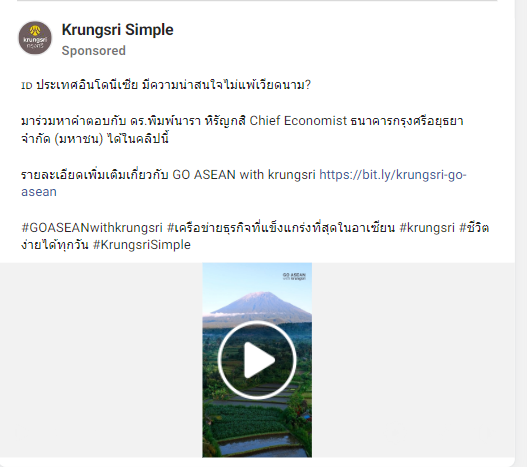 Krungsri Simple
Sponsored
krungsri
กรุงศรี
ID ประเทศอินโดนีเซีย มีความน่าสนใจไม่แพ้เวียดนาม?
มาร่วมหาคำตอบกับ ดร.พิมพ์นารา หิรัญกสิ Chief Economist ธนาคารกรุงศรีอยุธยา
จำกัด (มหาชน) ได้ในคลิปนี้
รายละเอียดเพิ่มเติมเกี่ยวกับ GO ASEAN with krungsri https://bit.ly/krungsri-go-
asean
#GOASEANwithkrungsri #เครือข่ายธุรกิจที่แข็งแกร่งที่สุดในอาเซียน #krungsri #ชีวิต
ง่ายได้ทุกวัน #KrungsriSimple
GO ASEAN
with krungsri